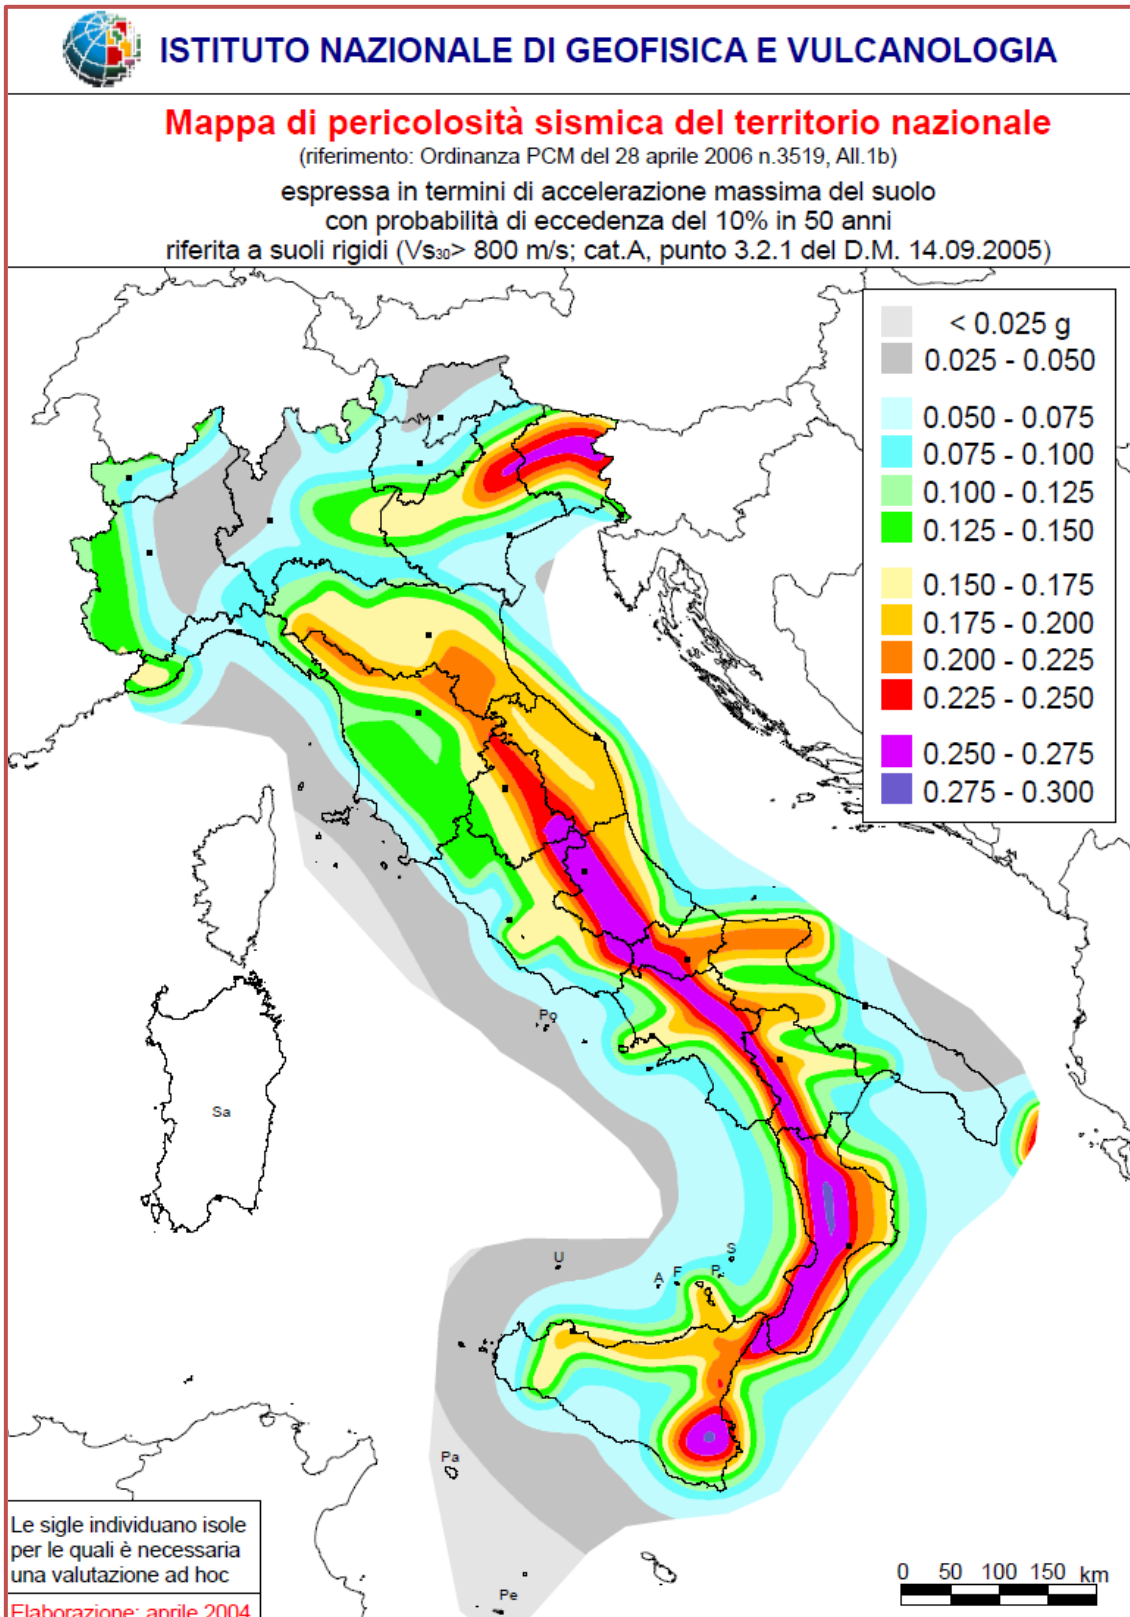 ISTITUTO NAZIONALE DI GEOFISICA E VULCANOLOGIA
Mappa di pericolosità sismica del territorio nazionale
(riferimento: Ordinanza PCM del 28 aprile 2006 n.3519, All.1b)
espressa in termini di accelerazione massima del suolo
con probabilità di eccedenza del 10% in 50 anni
riferita a suoli rigidi (Vs30> 800 m/s; cat.A, punto 3.2.1 del D.M. 14.09.2005)
< 0.025 g
0.025 - 0.050
0.050 - 0.075
0.075 - 0.100
0.100 - 0.125
0.125 - 0.150
0.150 - 0.175
0.175 - 0.200
0.200 - 0.225
0.225 - 0.250
0.250 - 0.275
0.275 - 0.300
Po
Sa
U
S
A
F
P
Pa
Pe
Le sigle individuano isole
per le quali è necessaria
una valutazione ad hoc
Elaborazione: aprile 2004
0 50 100 150 km